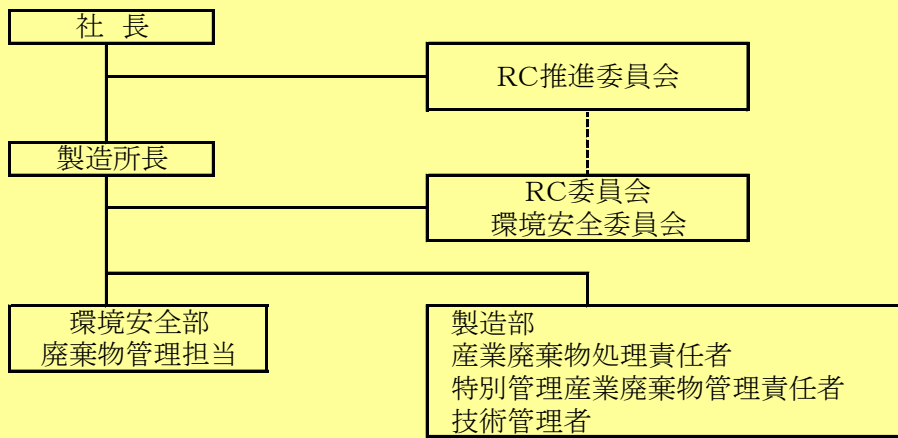 社 長
RC推進委員会
製造所長
RC委員会
環境安全委員会
環境安全部
廃棄物管理担当
製造部
産業廃棄物処理責任者
特別管理産業廃棄物管理責任者
技術管理者